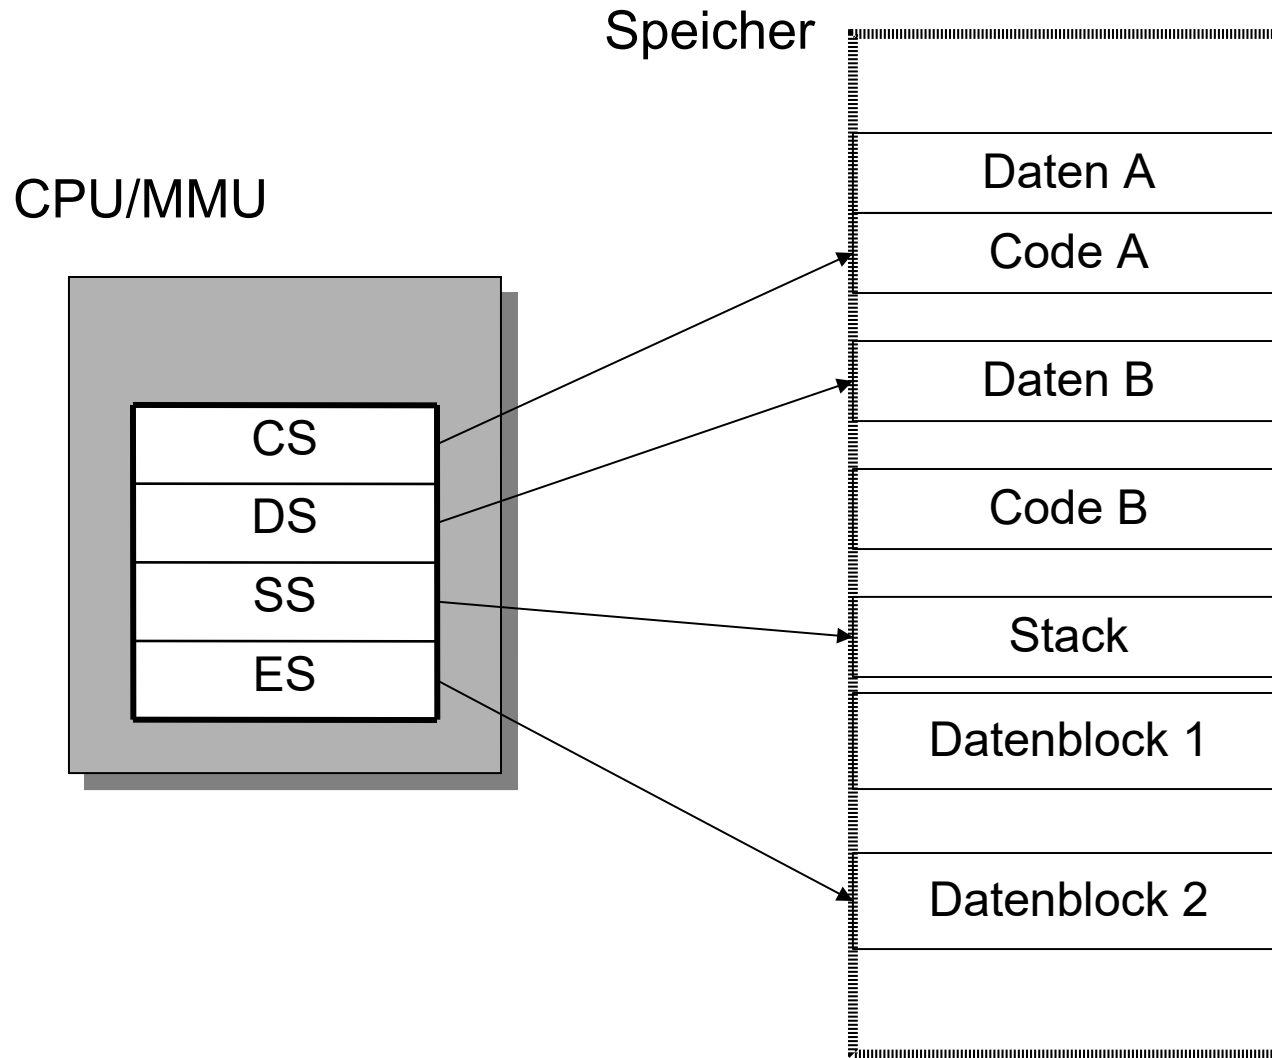 Speicher
CPU/MMU
CS
DS
SS
ES
Daten A
Code A
Daten B
Code B
Stack
Datenblock 1
Datenblock 2